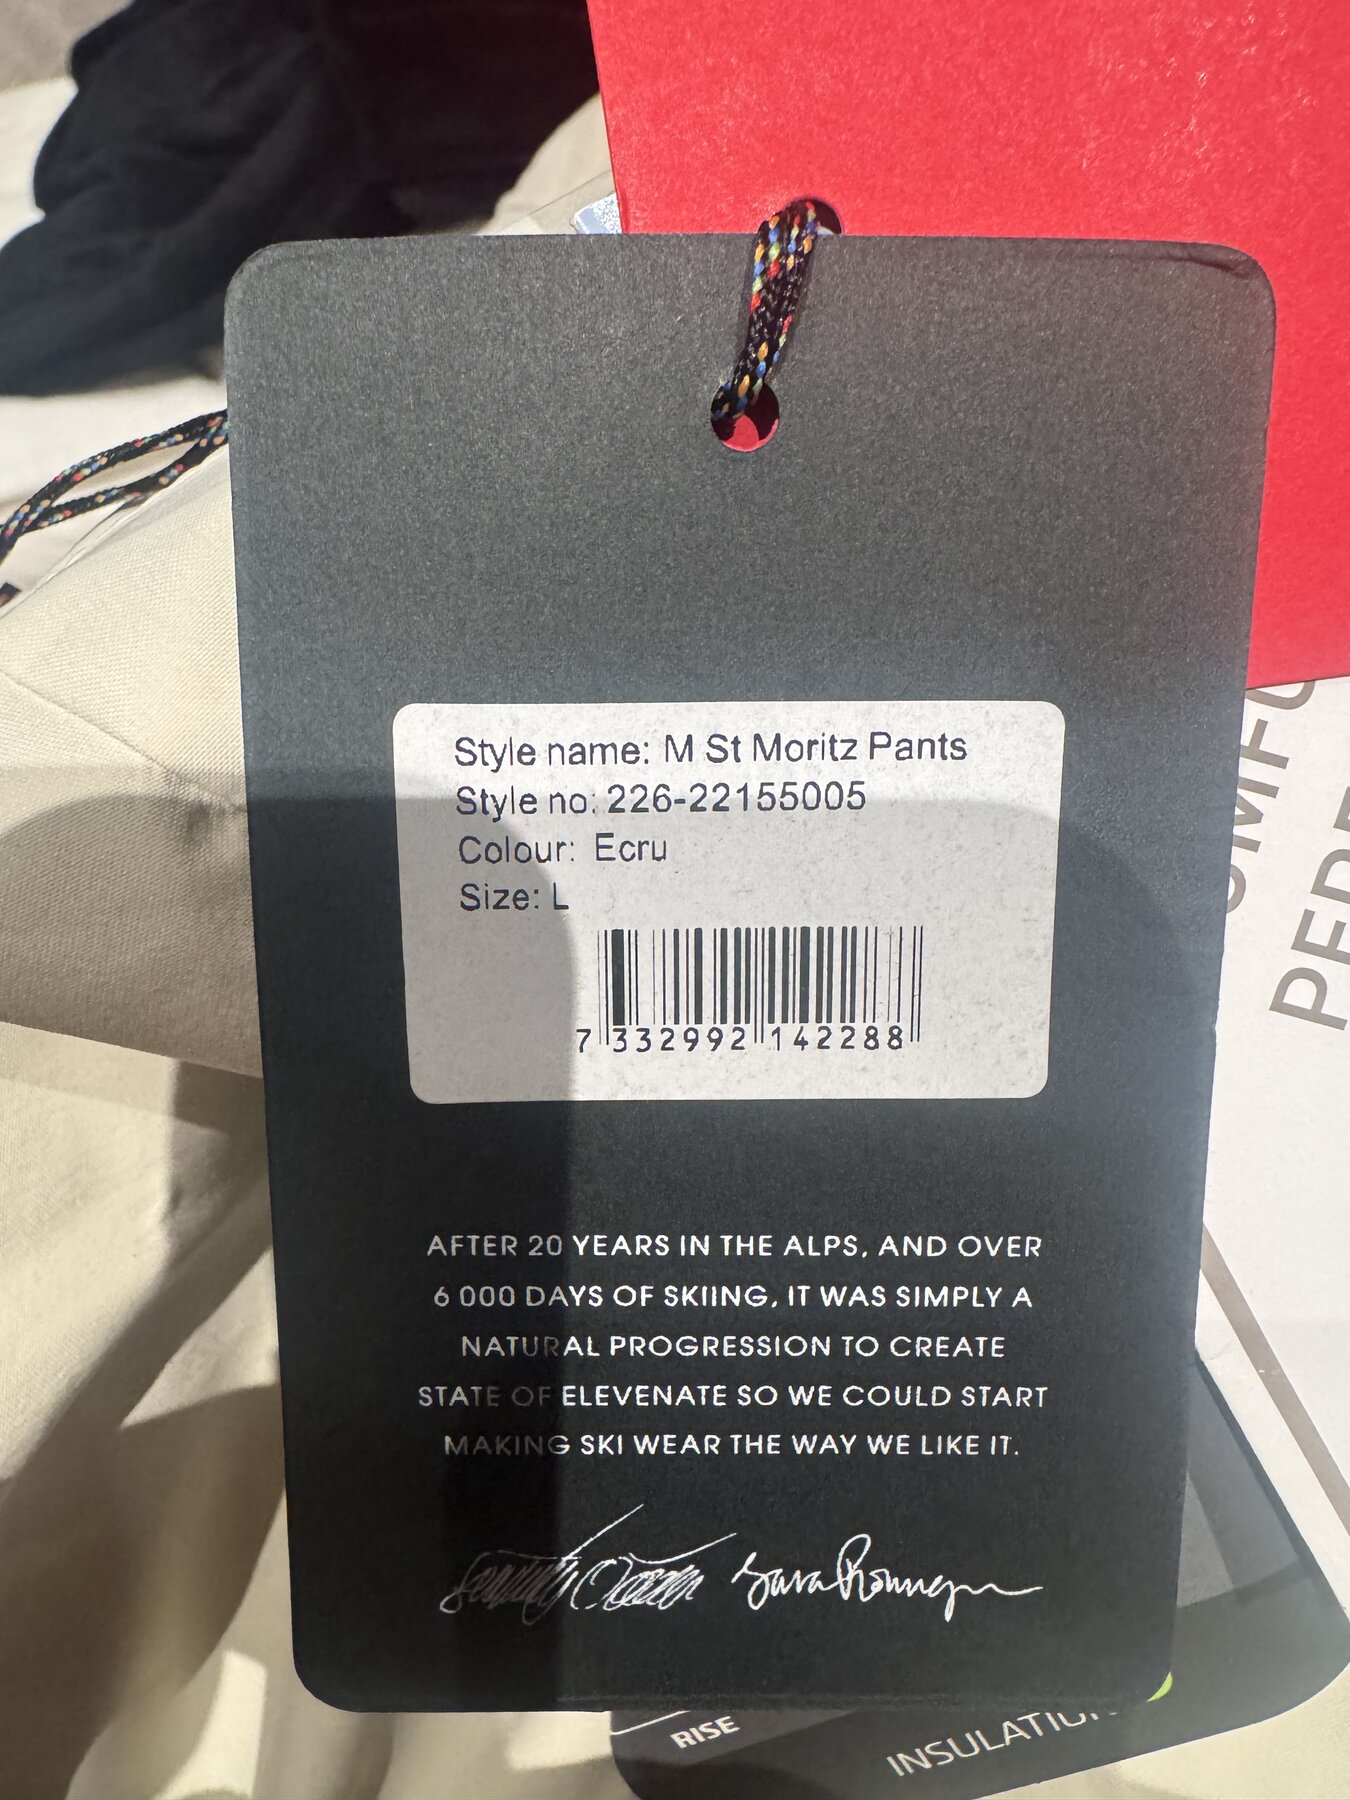 Style name: M St Moritz Pants
Style no: 226-22155005
Colour: Ecru
Size: L
7 332992 142288
AFTER 20 YEARS IN THE ALPS, AND OVER
6 000 DAYS OF SKIING, IT WAS SIMPLY A
NATURAL PROGRESSION TO CREATE
STATE OF ELEVENATE SO WE COULD START
MAKING SKI WEAR THE WAY WE LIKE IT.
RISE